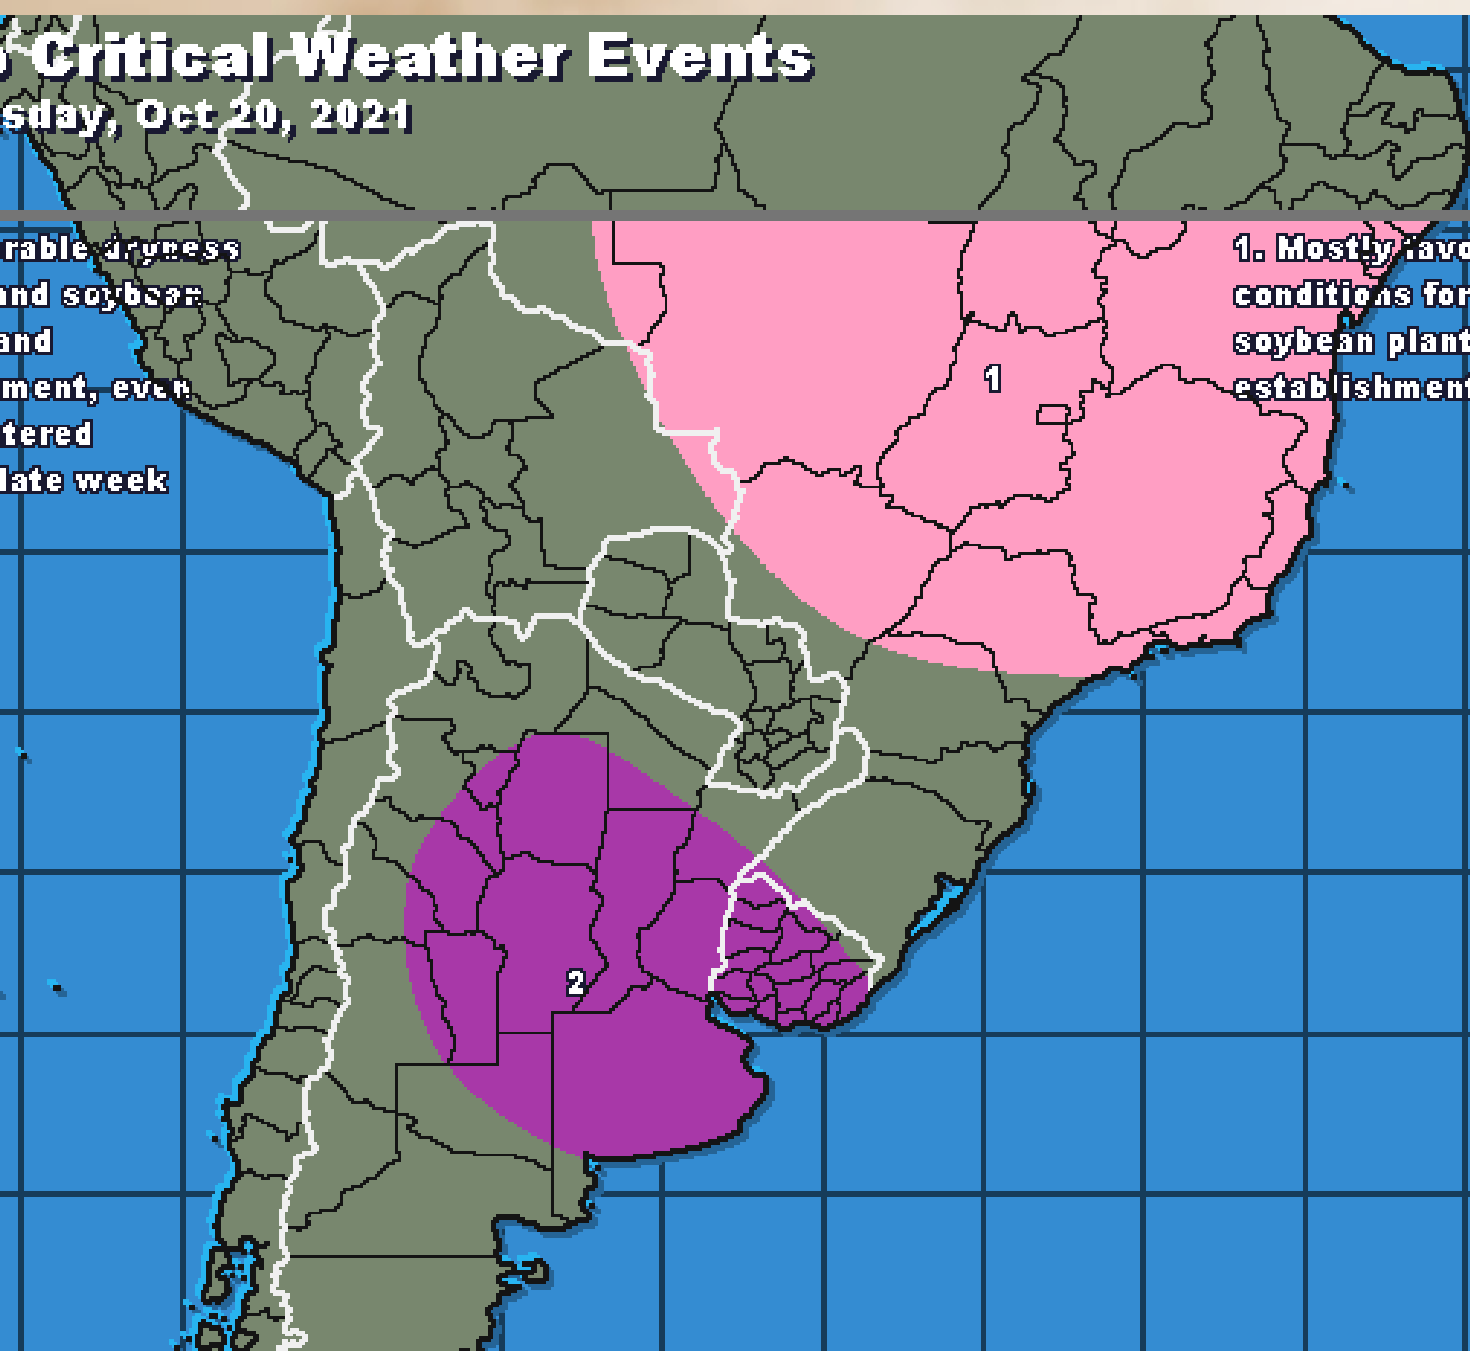 Critical Weather Events
sday, Oct 20, 2021
rable dryness
and soybean
and
ment, even
tered
late week
1. Mostly favo
conditions for
soybean plant
establishment
1
2